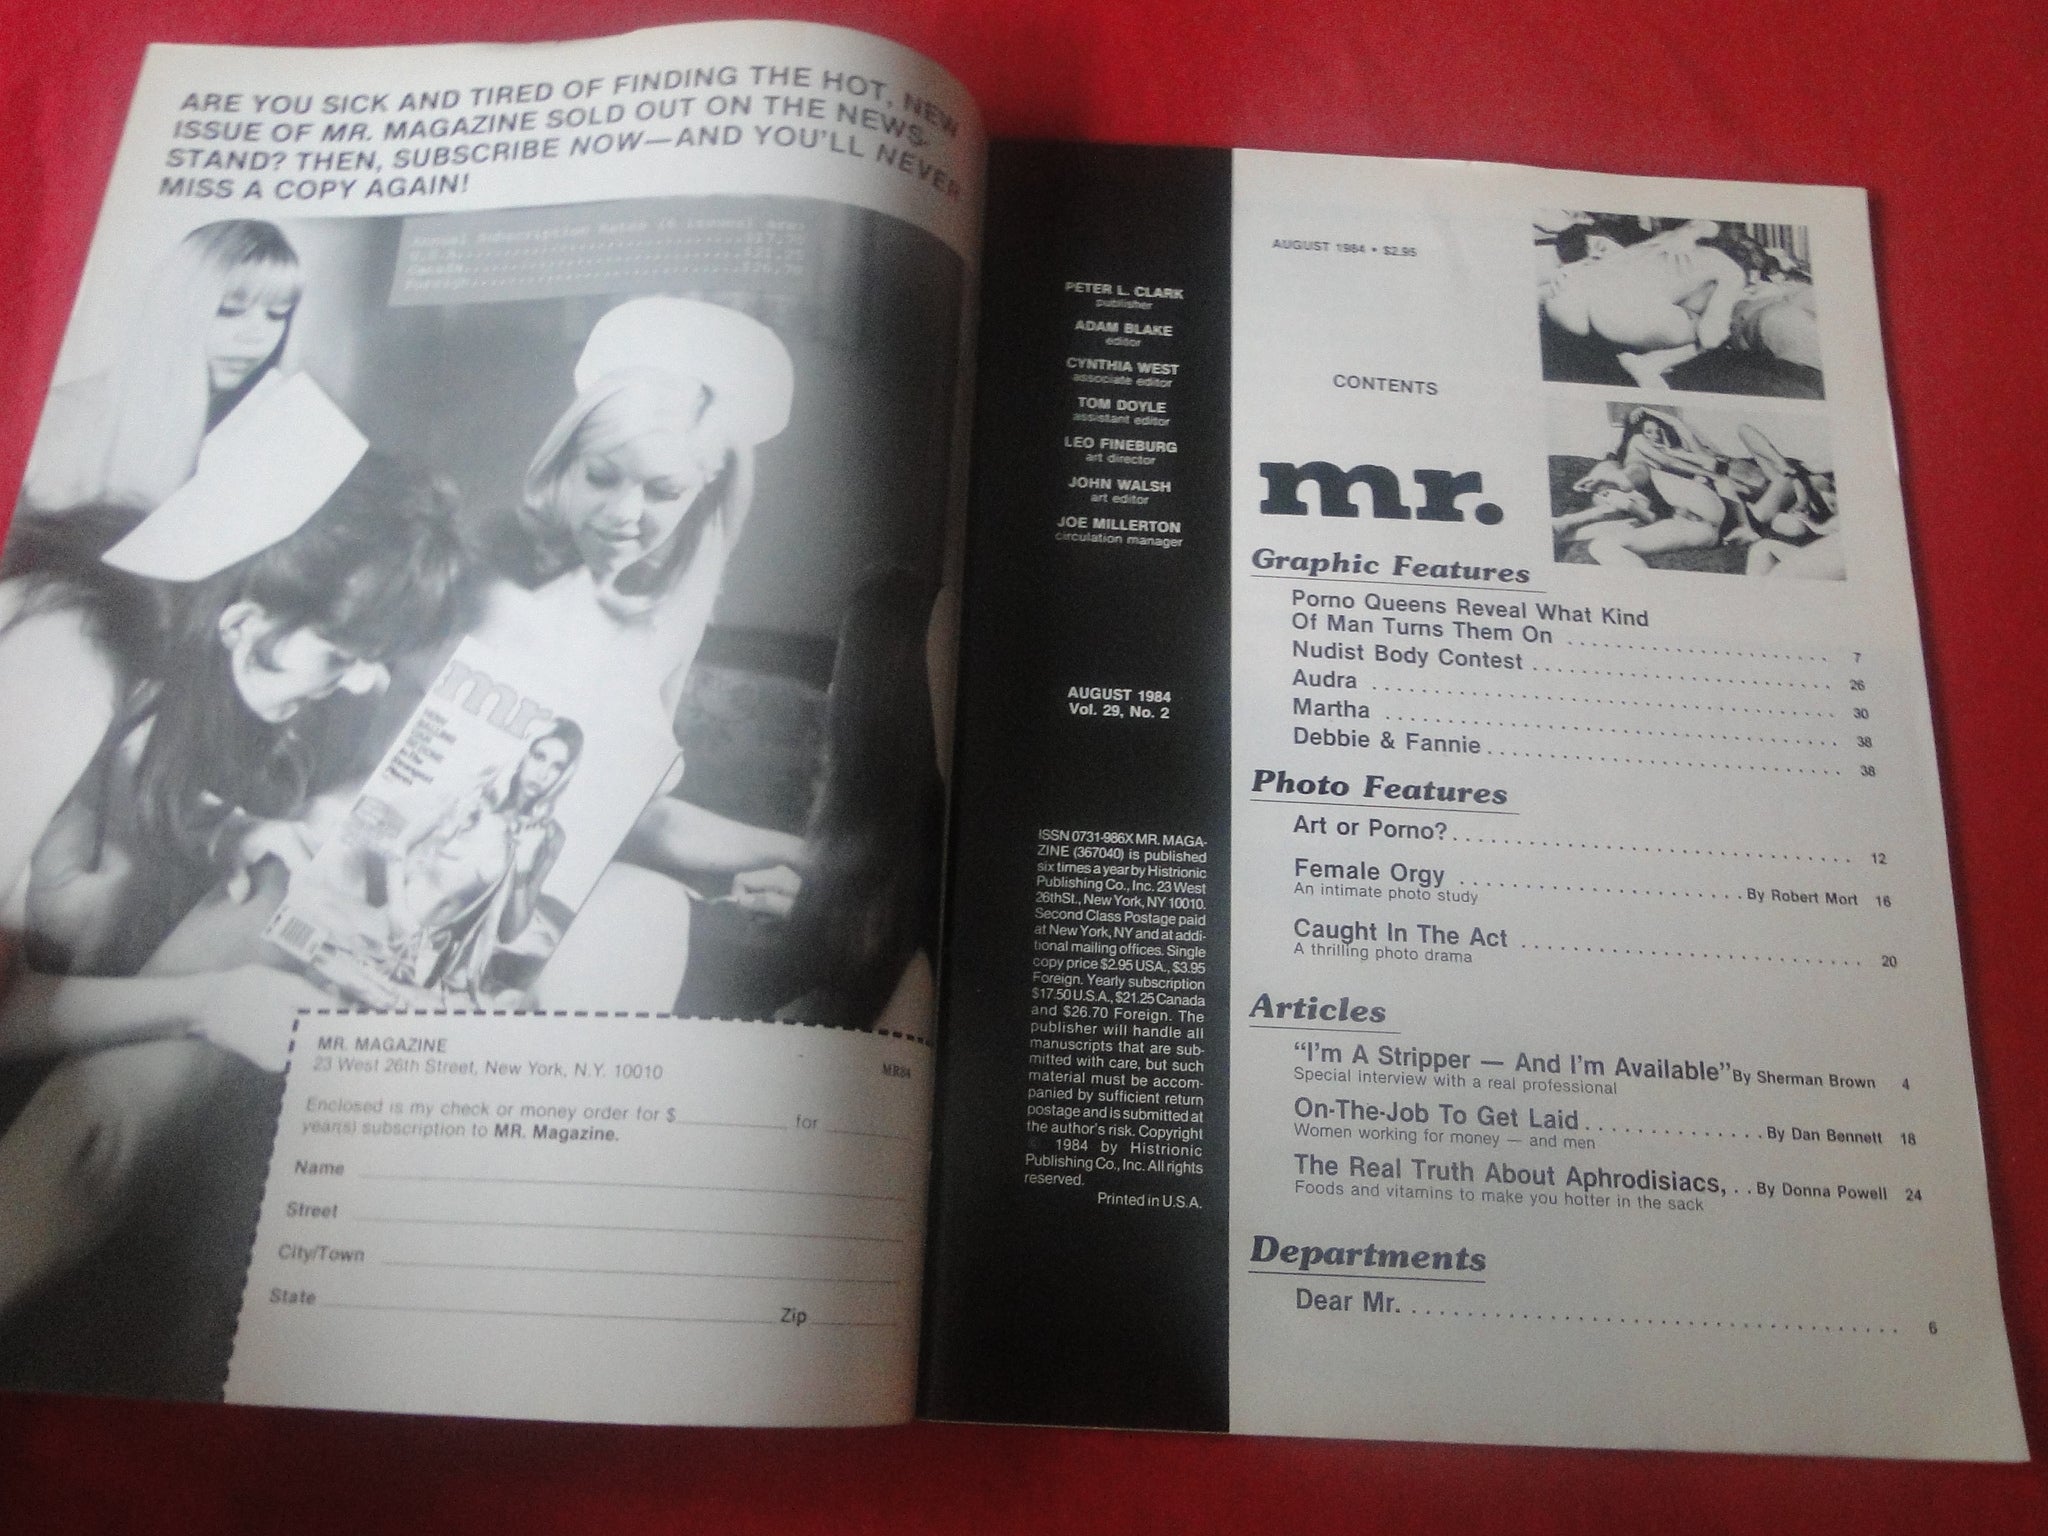 ARE YOU SICK AND TIRED OF FINDING THE HOT, NEW
ISSUE OF MR. MAGAZINE SOLD OUT ON THE NEWS-
STAND? THEN, SUBSCRIBE NOW—AND YOU'LL NEVER
MISS A COPY AGAIN!
Annual Subscription Rates (6 issues) are:
mr.
MR. MAGAZINE
23 West 26th Street, New York, N.Y. 10010
MR84
Enclosed is my check or money order for $ for
year(s) subscription to MR. Magazine.
Name
Street
City/Town
State Zip
PETER L. CLARK
publisher
ADAM BLAKE
editor
CYNTHIA WEST
associate editor
TOM DOYLE
assistant editor
LEO FINEBURG
art director
JOHN WALSH
art editor
JOE MILLERTON
circulation manager
AUGUST 1984
Vol. 29, No. 2
ISSN 0731-986X MR. MAGA-
ZINE (367040) is published
six times a year by Histrionic
Publishing Co., Inc. 23 West
26th St., New York, NY 10010.
Second Class Postage paid
at New York, NY and at addi-
tional mailing offices. Single
copy price $2.95 USA., $3.95
Foreign. Yearly subscription
$17.50 U.S.A., $21.25 Canada
and $26.70 Foreign. The
publisher will handle all
manuscripts that are sub-
mitted with care, but such
material must be accom-
panied by sufficient return
postage and is submitted at
the author's risk. Copyright
1984 by Histrionic
Publishing Co., Inc. All rights
reserved.
Printed in U.S.A.
AUGUST 1984 • $2.95
CONTENTS
mr.
Graphic Features
Porno Queens Reveal What Kind
Of Man Turns Them On . . . . . . . . . . . . . . . . . . . . 7
Nudist Body Contest . . . . . . . . . . . . . . . . . . . . 26
Audra . . . . . . . . . . . . . . . . . . . . 30
Martha . . . . . . . . . . . . . . . . . . . . 38
Debbie & Fannie . . . . . . . . . . . . . . . . . . . . 38
Photo Features
Art or Porno? . . . . . . . . . . . . . . . . . . . . 12
Female Orgy . . . . . . . . . . . . . . . . . . . . By Robert Mort 16
An intimate photo study
Caught In The Act . . . . . . . . . . . . . . . . . . . . 20
A thrilling photo drama
Articles
“I'm A Stripper — And I'm Available” By Sherman Brown 4
Special interview with a real professional
On-The-Job To Get Laid . . . . . . . . . . . . . By Dan Bennett 18
Women working for money — and men
The Real Truth About Aphrodisiacs, . . By Donna Powell 24
Foods and vitamins to make you hotter in the sack
Departments
Dear Mr. . . . . . . . . . . . . . . . . . . . . 6